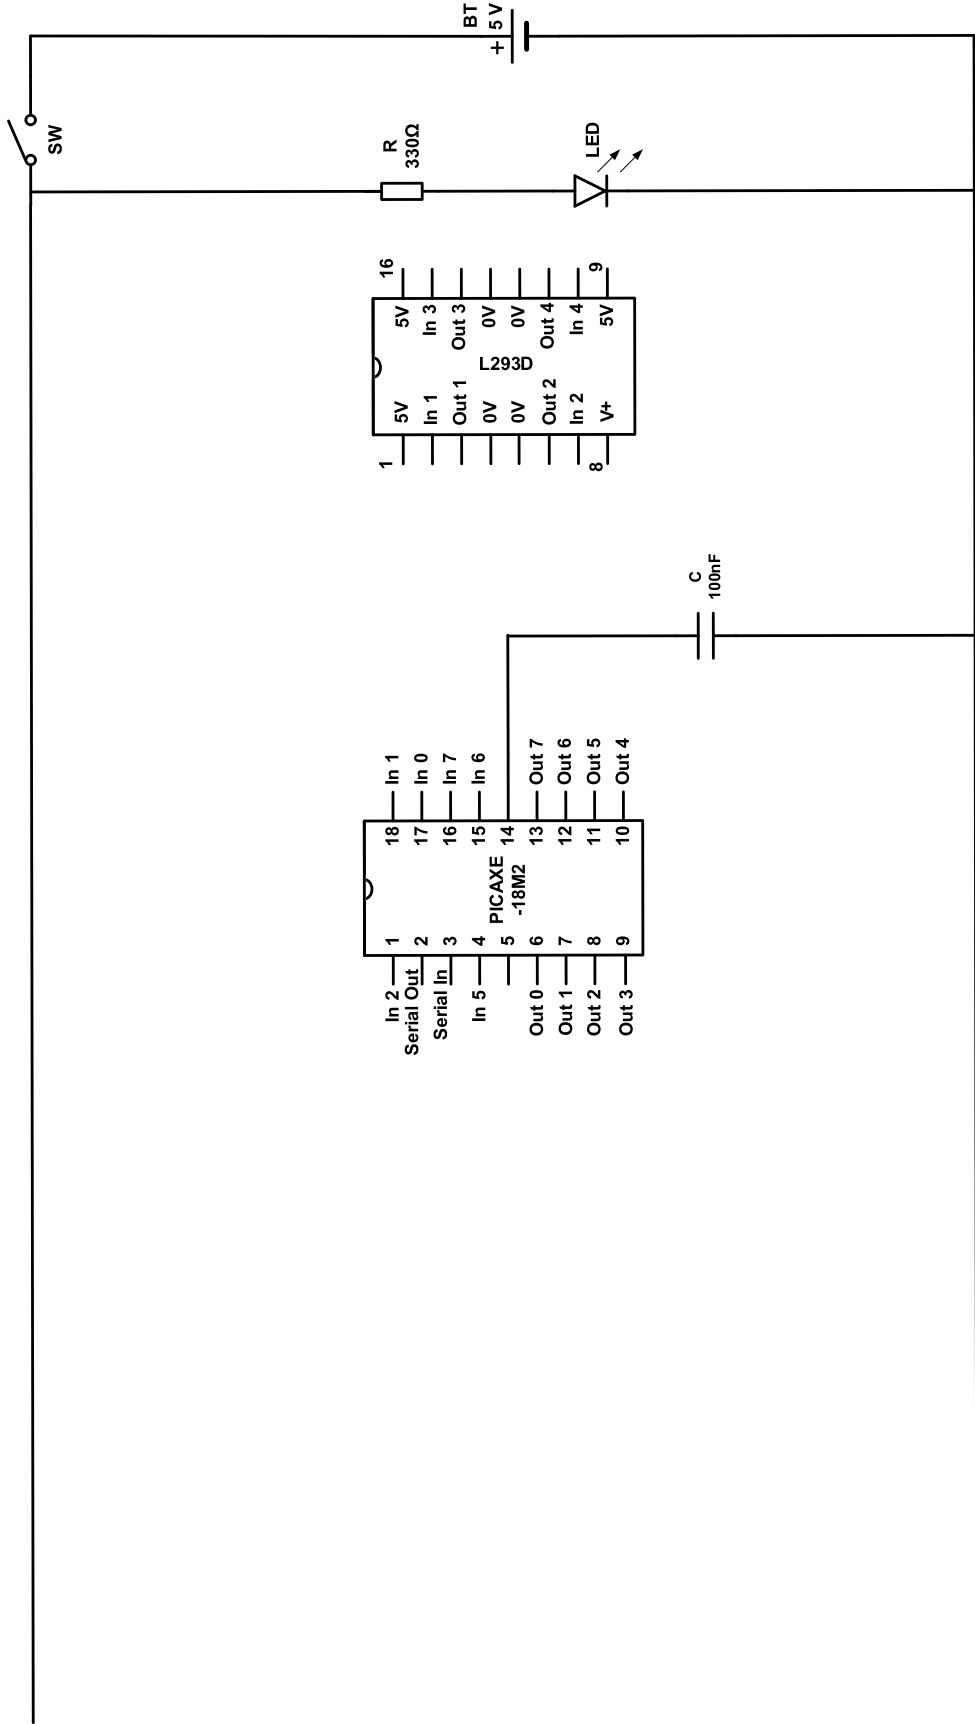 BT
5 V
+
SW
R
330Ω
LED
16
9
5V
In 3
Out 3
0V
0V
Out 4
In 4
5V
L293D
5V
In 1
Out 1
0V
0V
Out 2
In 2
V+
1
8
C
100nF
In 1
In 0
In 7
In 6
Out 7
Out 6
Out 5
Out 4
18
17
16
15
14
13
12
11
10
PICAXE
-18M2
1
2
3
4
5
6
7
8
9
In 2
Serial Out
Serial In
In 5
Out 0
Out 1
Out 2
Out 3